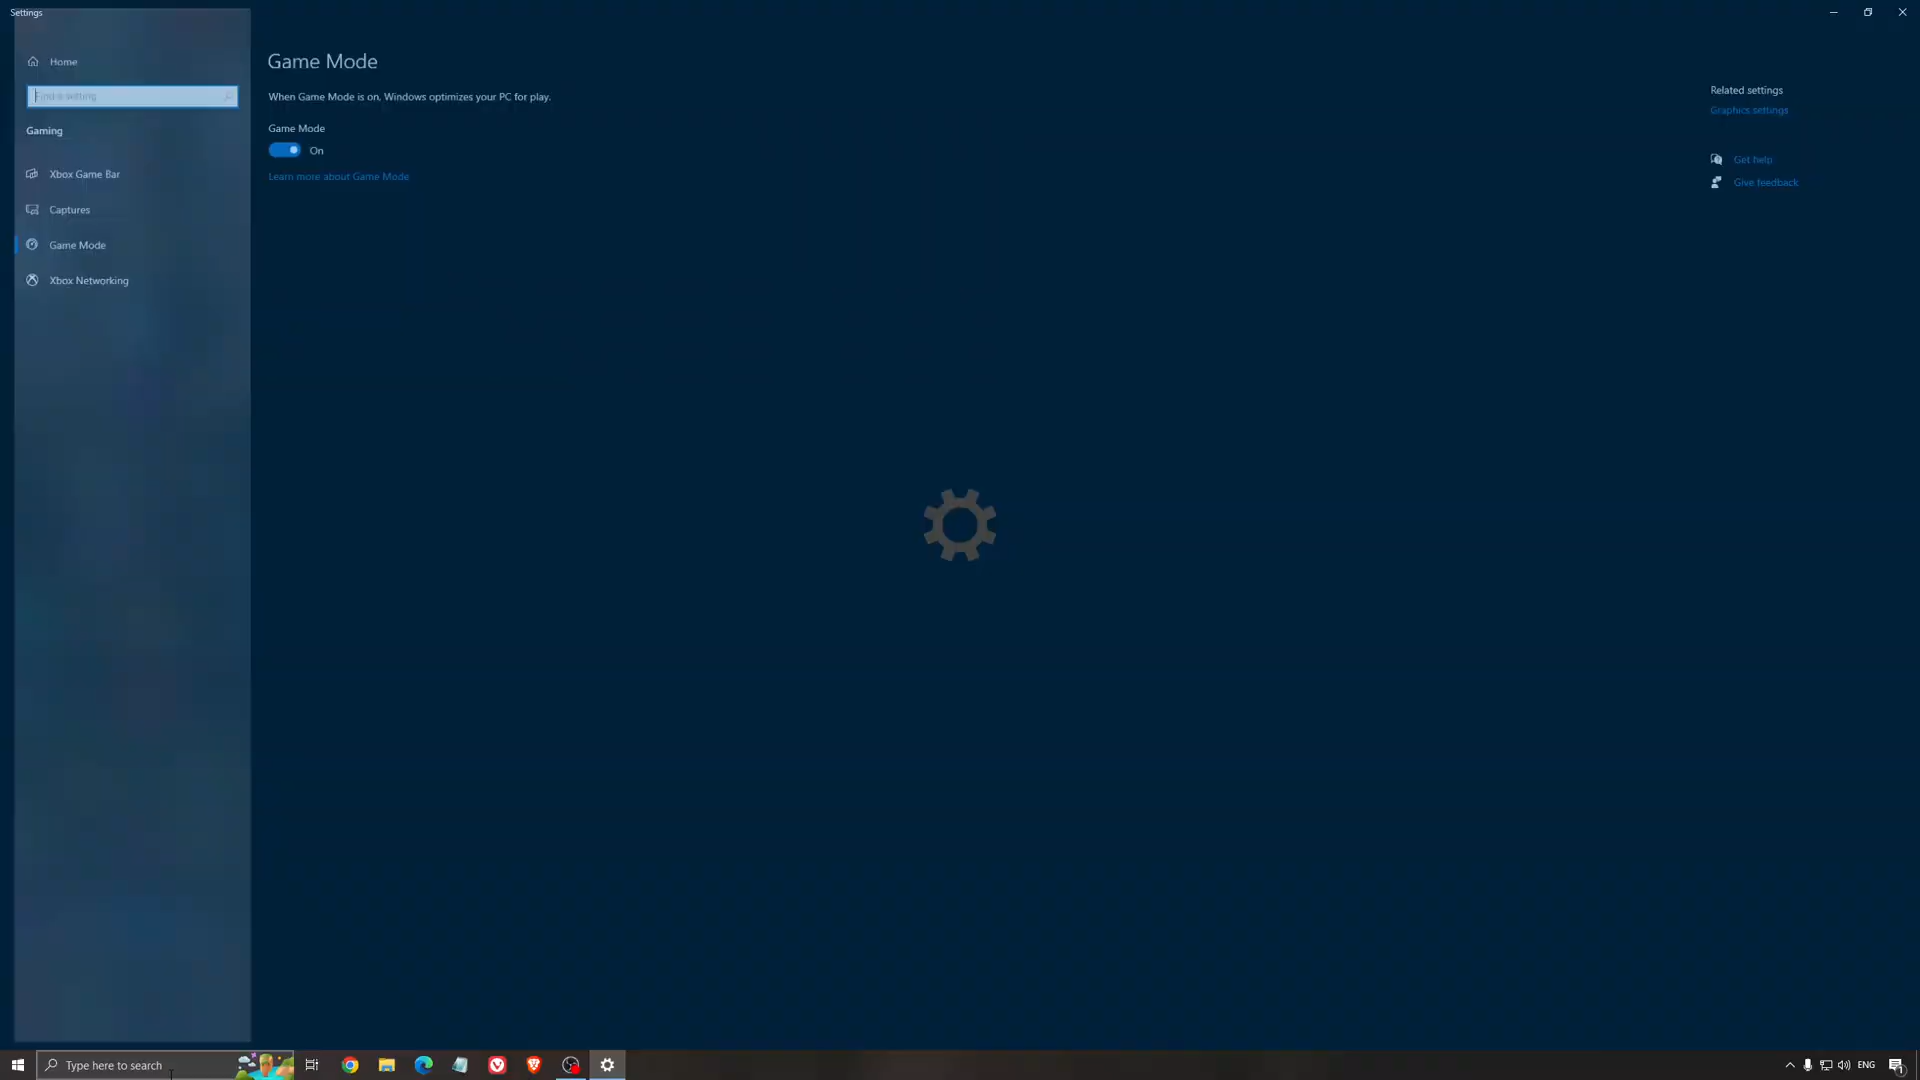 Settings
Home
Find a setting
Gaming
Xbox Game Bar
Captures
Game Mode
Xbox Networking
Game Mode
When Game Mode is on, Windows optimizes your PC for play.
Game Mode
On
Learn more about Game Mode
Related settings
Graphics settings
Get help
Give feedback
Type here to search
ENG
1